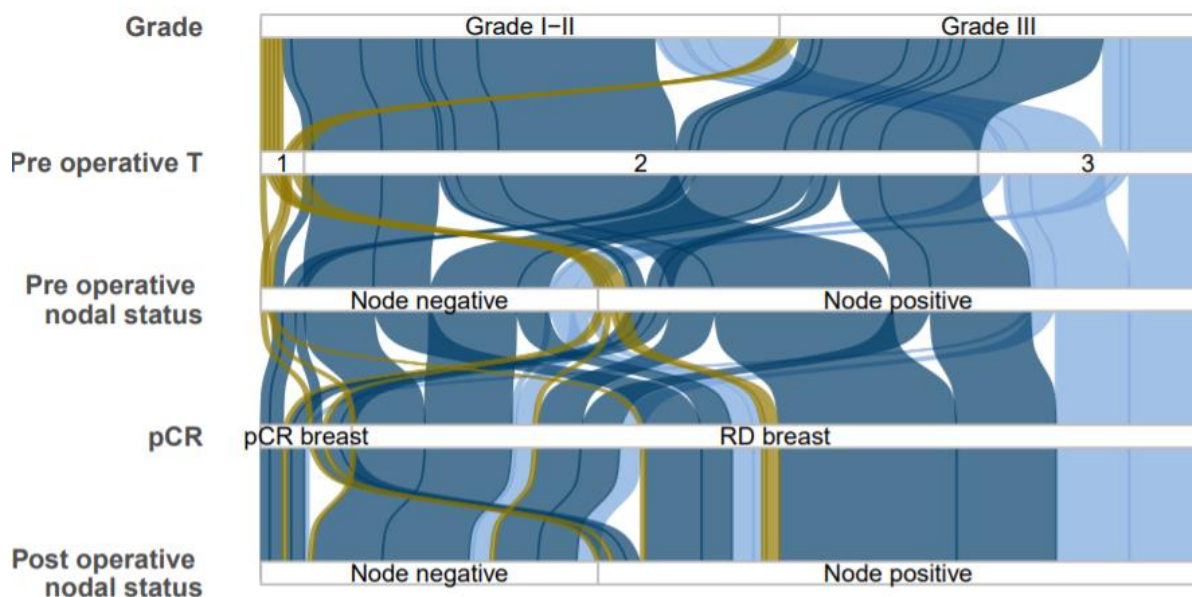 Grade
Grade I−II
Grade III
Pre operative T
1
2
3
Pre operative
nodal status
Node negative
Node positive
pCR
pCR breast
RD breast
Post operative
nodal status
Node negative
Node positive